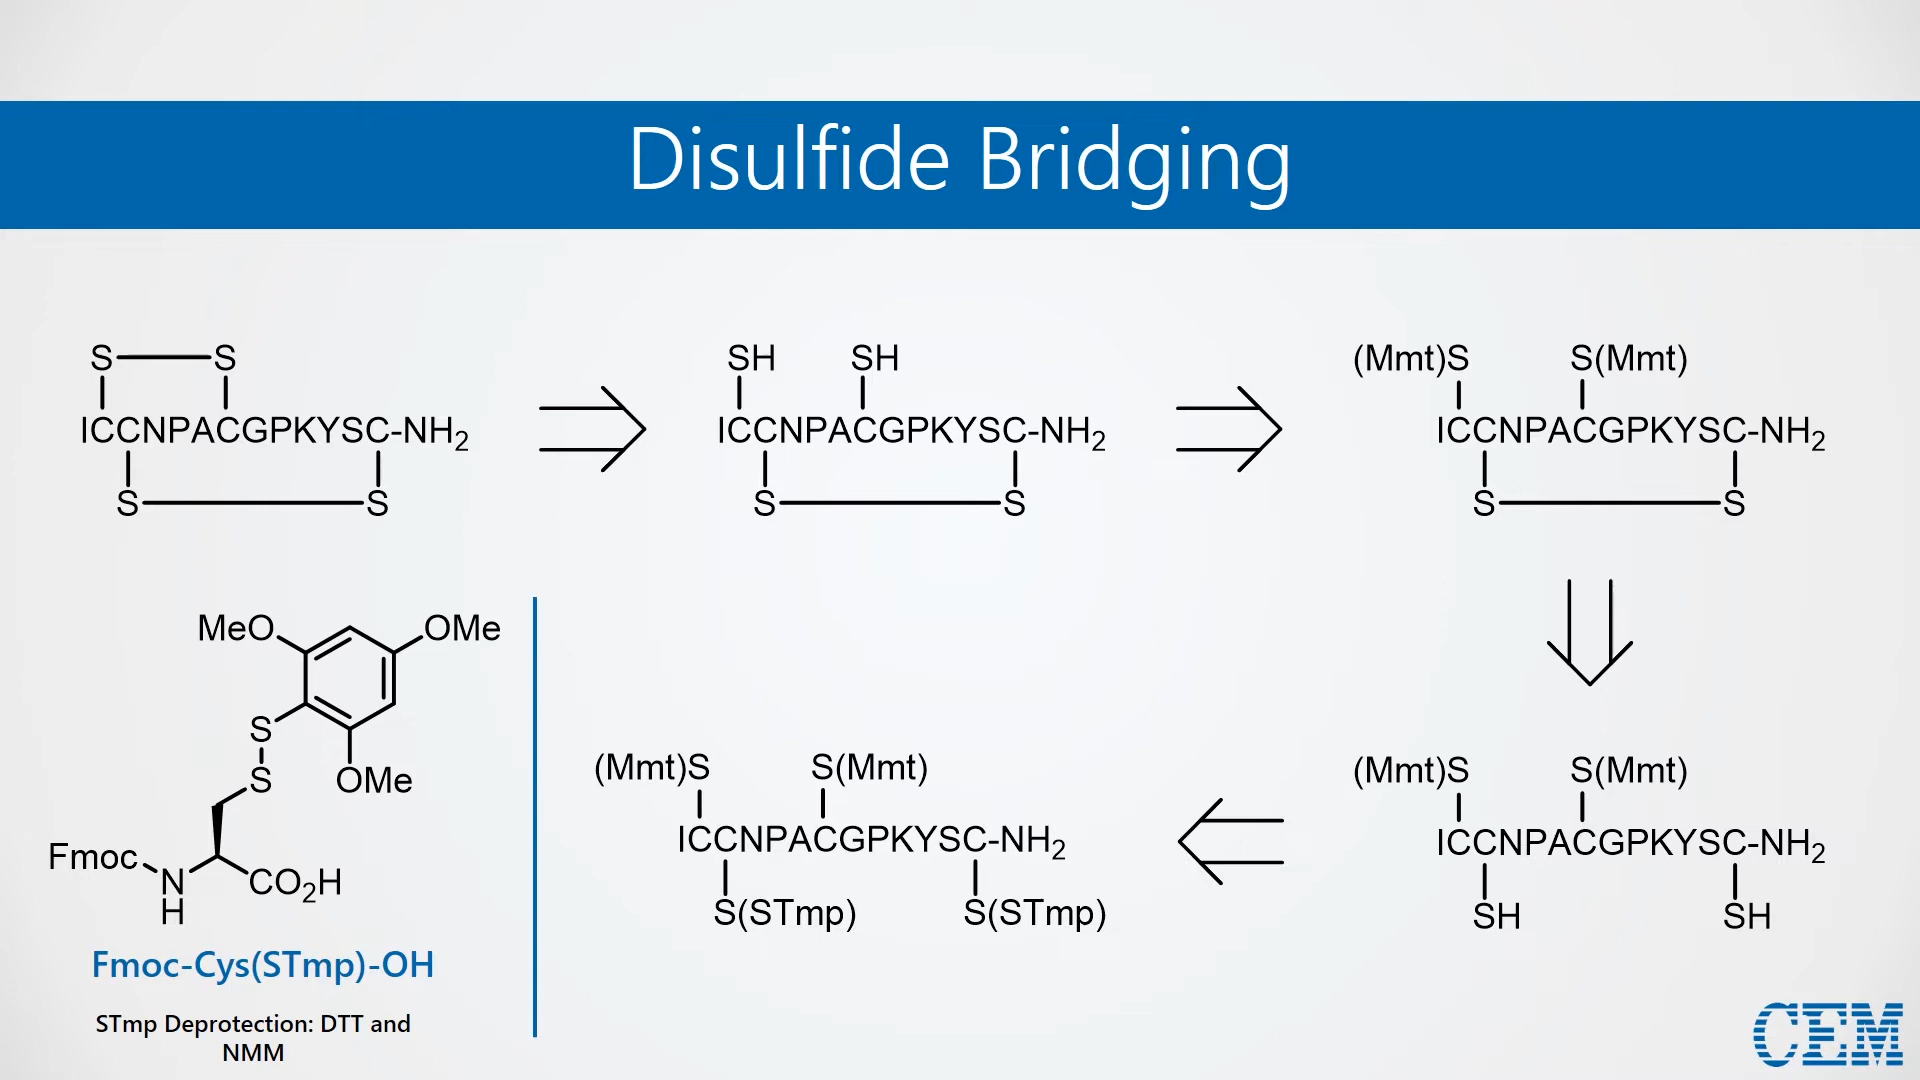 Disulfide Bridging
S S
ICCNPACGPKYSC-NH2
S S
SH SH
ICCNPACGPKYSC-NH2
S S
(Mmt)S S(Mmt)
ICCNPACGPKYSC-NH2
S S
MeO OMe
S
S OMe
Fmoc
N CO2H
H
Fmoc-Cys(STmp)-OH
STmp Deprotection: DTT and
NMM
(Mmt)S S(Mmt)
ICCNPACGPKYSC-NH2
S(STmp) S(STmp)
(Mmt)S S(Mmt)
ICCNPACGPKYSC-NH2
SH SH
CEM